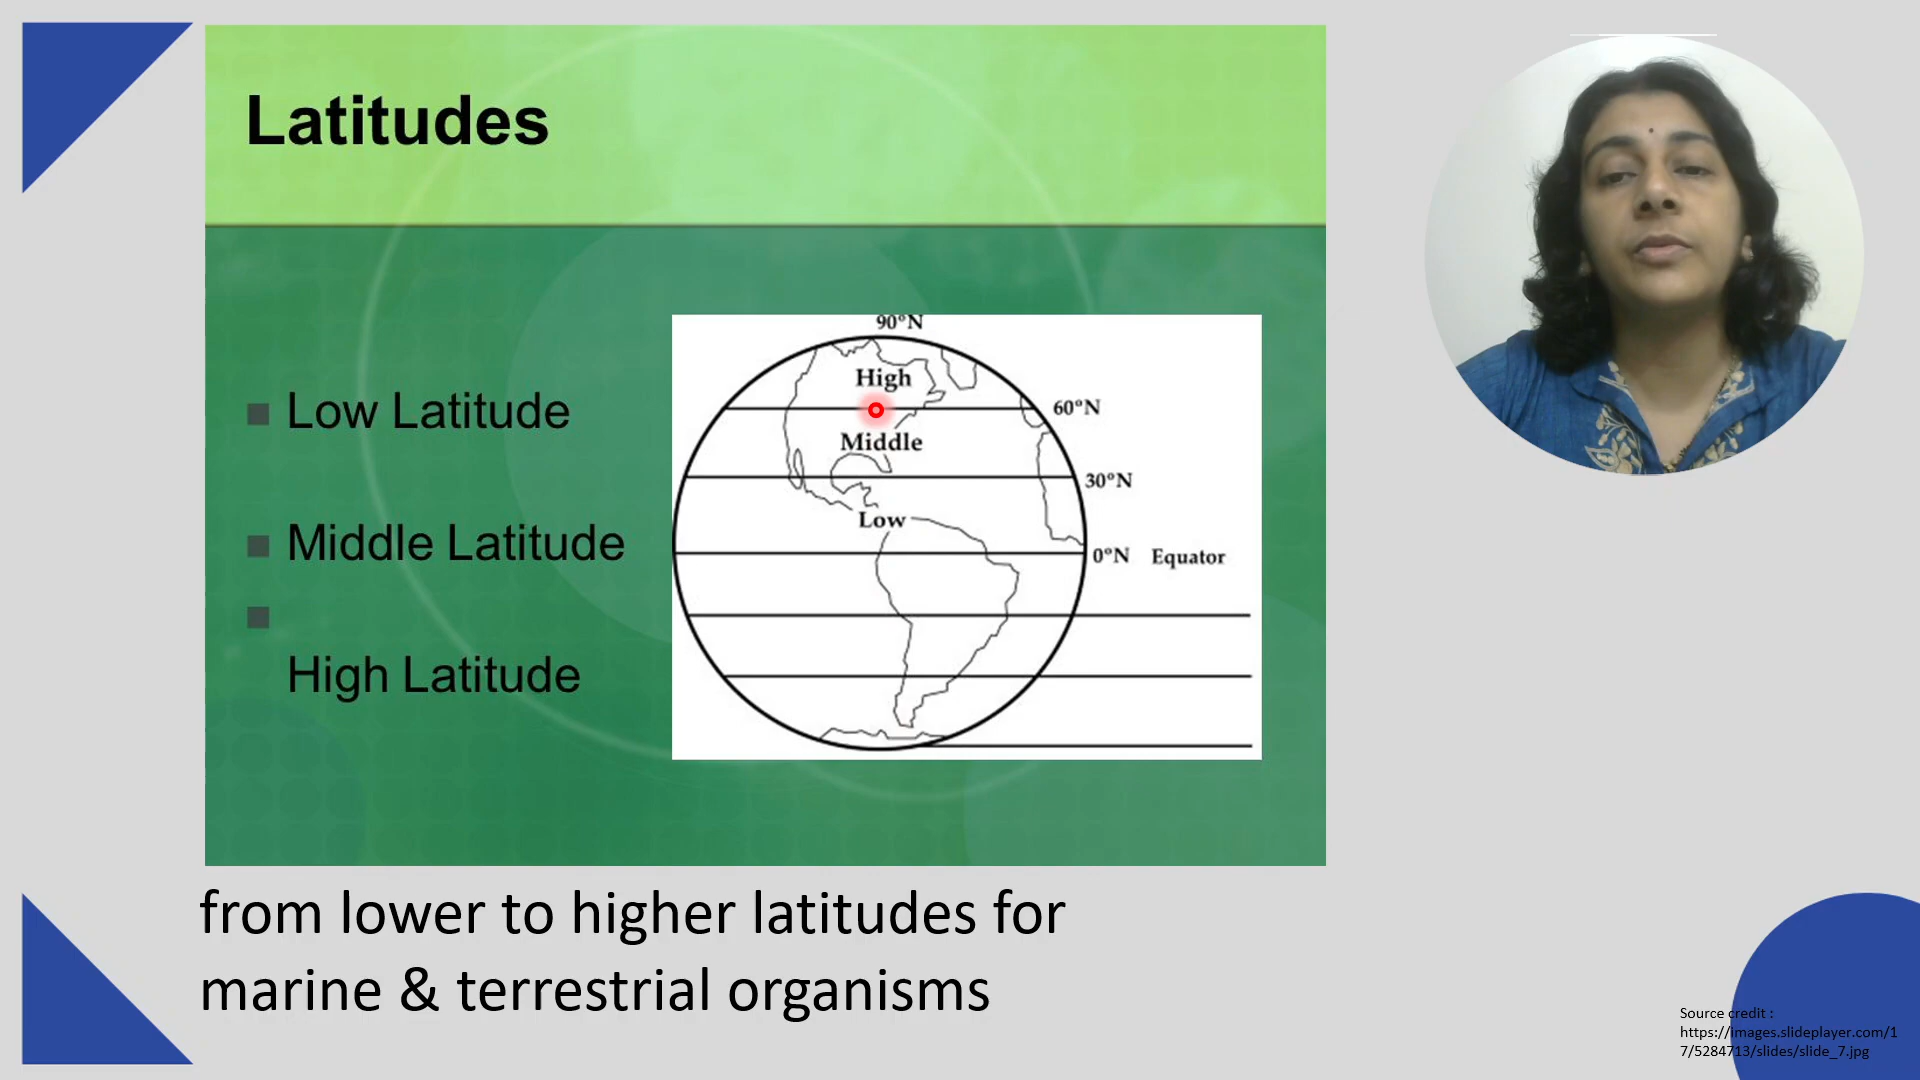 Latitudes
Low Latitude
Middle Latitude
High Latitude
90°N
High
60°N
Middle
30°N
Low
0°N Equator
from lower to higher latitudes for
marine & terrestrial organisms
Source credit :
https://images.slideplayer.com/1
7/5284713/slides/slide_7.jpg